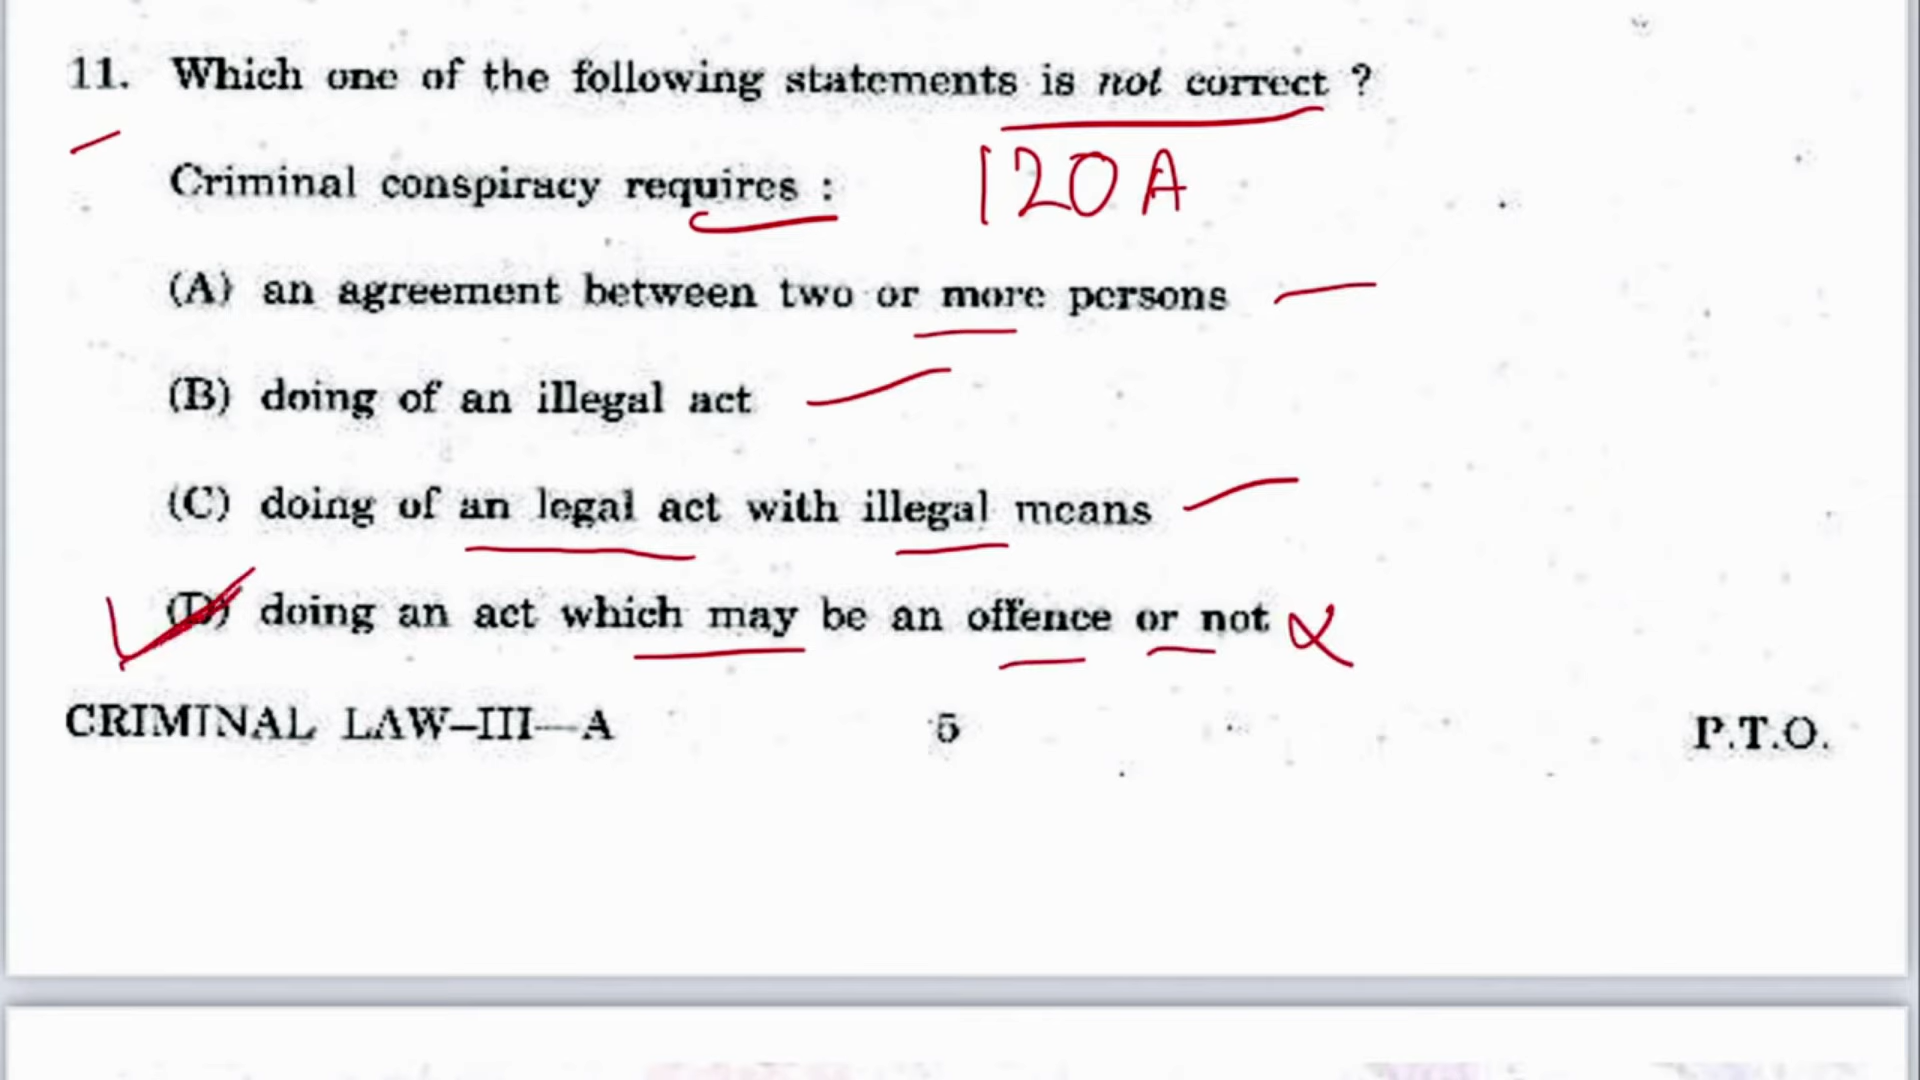 11. Which one of the following statements is not correct ?
Criminal conspiracy requires : 120A
(A) an agreement between two or more persons
(B) doing of an illegal act
(C) doing of an legal act with illegal means
(D) doing an act which may be an offence or not
CRIMINAL LAW–III—A 5 P.T.O.